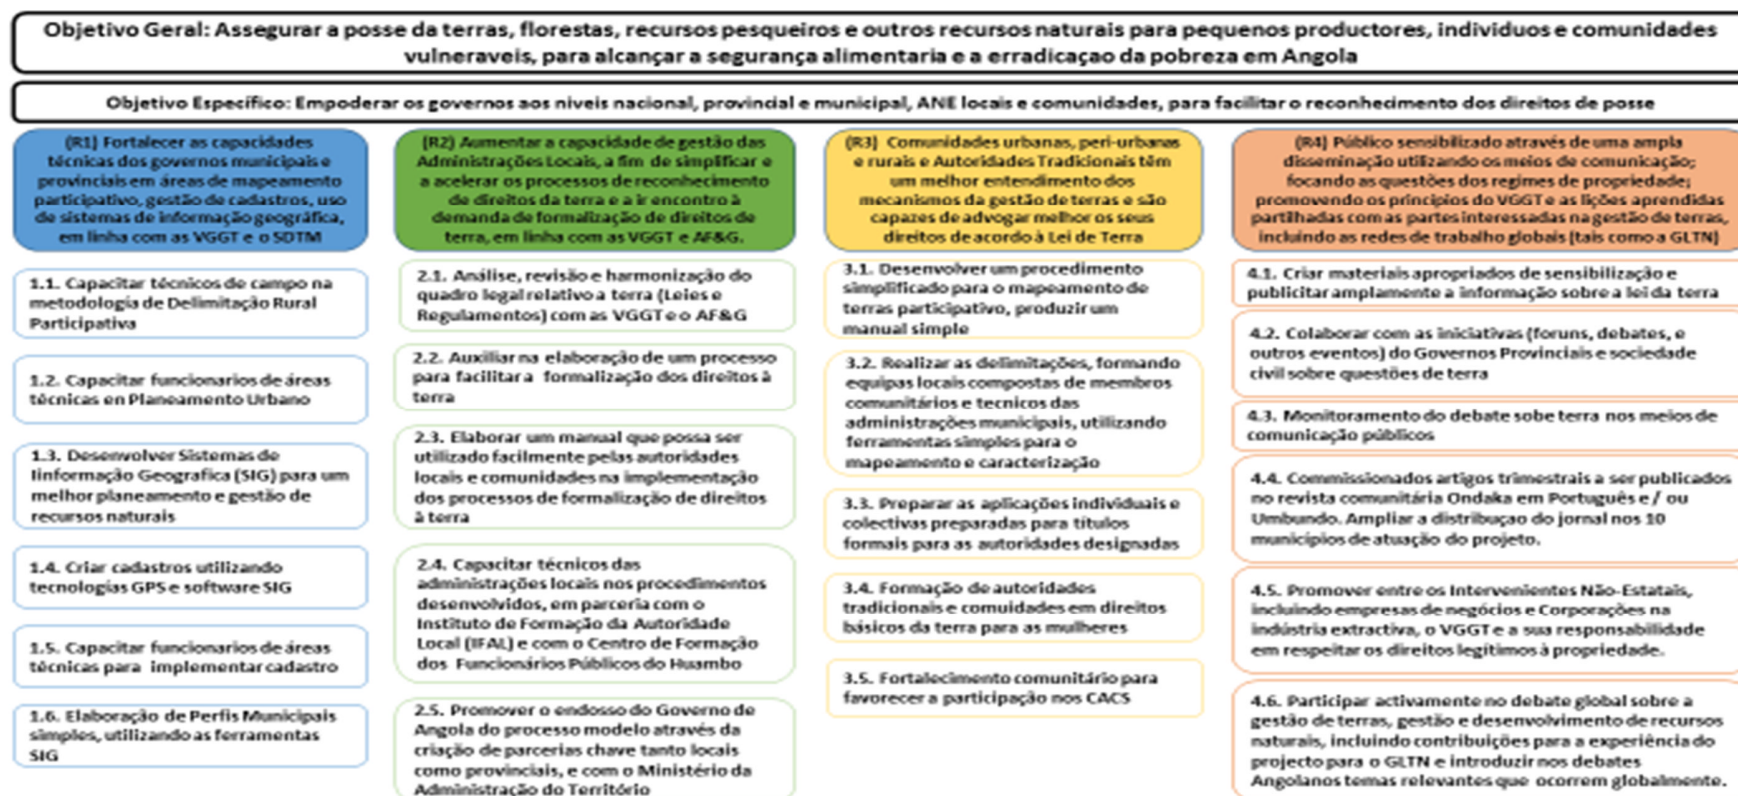 Objetivo Geral: Assegurar a posse da terras, florestas, recursos pesqueiros e outros recursos naturais para pequenos productores, individuos e comunidades
vulneraveis, para alcançar a segurança alimentaria e a erradicaçao da pobreza em Angola
Objetivo Específico: Empoderar os governos aos niveis nacional, provincial e municipal, ANE locais e comunidades, para facilitar o reconhecimento dos direitos de posse
(R1) Fortalecer as capacidades
técnicas dos governos municipais e
provinciais em áreas de mapeamento
participativo, gestão de cadastros, uso
de sistemas de informação geográfica,
em linha com as VGGT e o SDTM
1.1. Capacitar técnicos de campo na
metodologia de Delimitação Rural
Participativa
1.2. Capacitar funcionarios de áreas
técnicas en Planeamento Urbano
1.3. Desenvolver Sistemas de
Iinformação Geografica (SIG) para um
melhor planeamento e gestão de
recursos naturais
1.4. Criar cadastros utilizando
tecnologias GPS e software SIG
1.5. Capacitar funcionarios de áreas
técnicas para implementar cadastro
1.6. Elaboração de Perfis Municipais
simples, utilizando as ferramentas
SIG
(R2) Aumentar a capacidade de gestão das
Administrações Locais, a fim de simplificar e
a acelerar os processos de reconhecimento
de direitos da terra e a ir encontro à
demanda de formalização de direitos de
terra, em linha com as VGGT e AF&G.
2.1. Análise, revisão e harmonização do
quadro legal relativo a terra (Leies e
Regulamentos) com as VGGT e o AF&G
2.2. Auxiliar na elaboração de um processo
para facilitar a formalização dos direitos à
terra
2.3. Elaborar um manual que possa ser
utilizado facilmente pelas autoridades
locais e comunidades na implementação
dos processos de formalização de direitos
à terra
2.4. Capacitar técnicos das
administrações locais nos procedimentos
desenvolvidos, em parceria com o
Instituto de Formação da Autoridade
Local (IFAL) e com o Centro de Formação
dos Funcionários Públicos do Huambo
2.5. Promover o endosso do Governo de
Angola do processo modelo através da
criação de parcerias chave tanto locais
como provinciais, e com o Ministério da
Administração do Território
(R3) Comunidades urbanas, peri-urbanas
e rurais e Autoridades Tradicionais têm
um melhor entendimento dos
mecanismos da gestão de terras e são
capazes de advogar melhor os seus
direitos de acordo à Lei de Terra
3.1. Desenvolver um procedimento
simplificado para o mapeamento de
terras participativo, produzir um
manual simple
3.2. Realizar as delimitações, formando
equipas locais compostas de membros
comunitários e tecnicos das
administrações municipais, utilizando
ferramentas simples para o
mapeamento e caracterização
3.3. Preparar as aplicações individuais e
colectivas preparadas para títulos
formais para as autoridades designadas
3.4. Formação de autoridades
tradicionais e comuidades em direitos
básicos da terra para as mulheres
3.5. Fortalecimento comunitário para
favorecer a participação nos CACS
(R4) Público sensibilizado através de uma ampla
disseminação utilizando os meios de comunicação;
focando as questões dos regimes de propriedade;
promovendo os princípios do VGGT e as lições aprendidas
partilhadas com as partes interessadas na gestão de terras,
incluindo as redes de trabalho globais (tais como a GLTN)
4.1. Criar materiais apropriados de sensibilização e
publicitar amplamente a informação sobre a lei da terra
4.2. Colaborar com as iniciativas (foruns, debates, e
outros eventos) do Governos Provinciais e sociedade
civil sobre questões de terra
4.3. Monitoramento do debate sobe terra nos meios de
comunicação públicos
4.4. Commissionados artigos trimestrais a ser publicados
no revista comunitária Ondaka em Português e / ou
Umbundo. Ampliar a distribuçao do jornal nos 10
municípios de atuação do projeto.
4.5. Promover entre os Intervenientes Não-Estatais,
incluindo empresas de negócios e Corporações na
indústria extractiva, o VGGT e a sua responsabilidade
em respeitar os direitos legítimos à propriedade.
4.6. Participar activamente no debate global sobre a
gestão de terras, gestão e desenvolvimento de recursos
naturais, incluindo contribuições para a experiência do
projecto para o GLTN e introduzir nos debates
Angolanos temas relevantes que ocorrem globalmente.